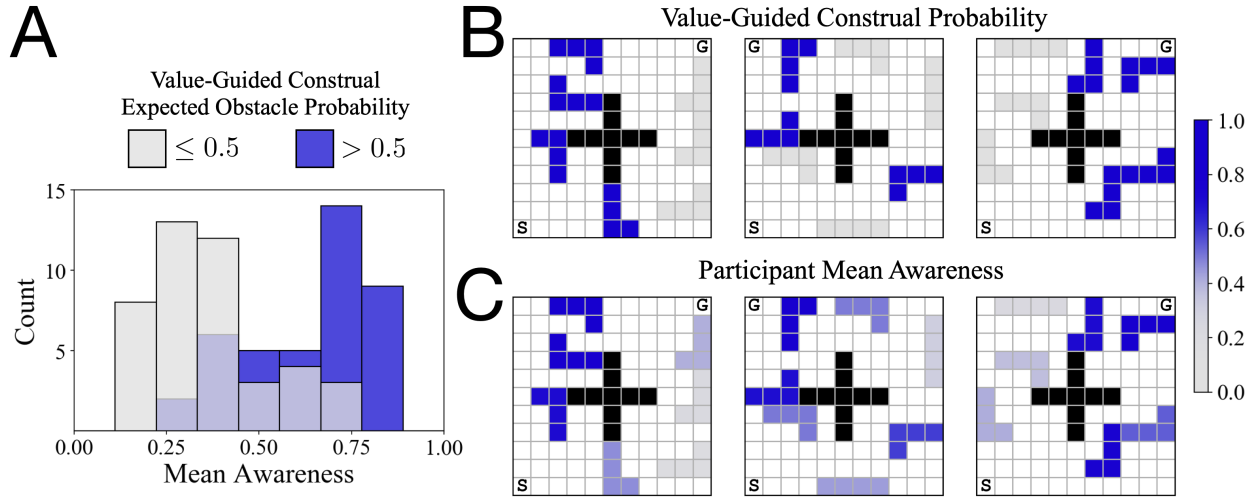 A
Value-Guided Construal
Expected Obstacle Probability
≤ 0.5
> 0.5
15
10
5
Count
0.00
0.25
0.50
0.75
1.00
Mean Awareness
B
Value-Guided Construal Probability
G
S
G
S
G
S
C
Participant Mean Awareness
G
S
G
S
G
S
1.0
0.8
0.6
0.4
0.2
0.0